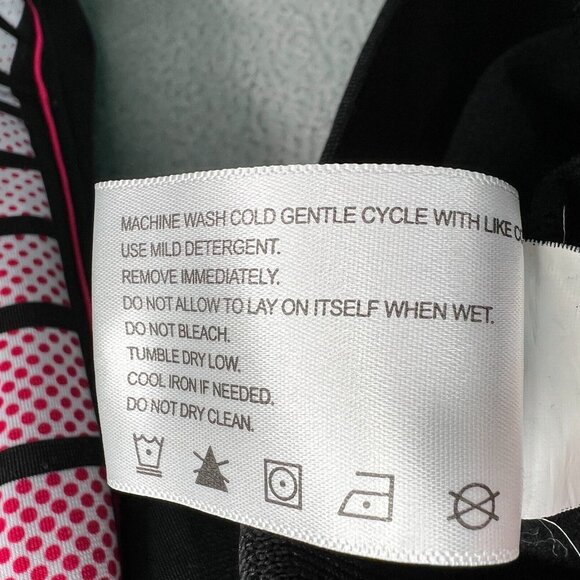 MACHINE WASH COLD GENTLE CYCLE WITH LIKE
USE MILD DETERGENT.
REMOVE IMMEDIATELY.
DO NOT ALLOW TO LAY ON ITSELF WHEN WET.
DO NOT BLEACH.
TUMBLE DRY LOW.
COOL IRON IF NEEDED.
DO NOT DRY CLEAN.